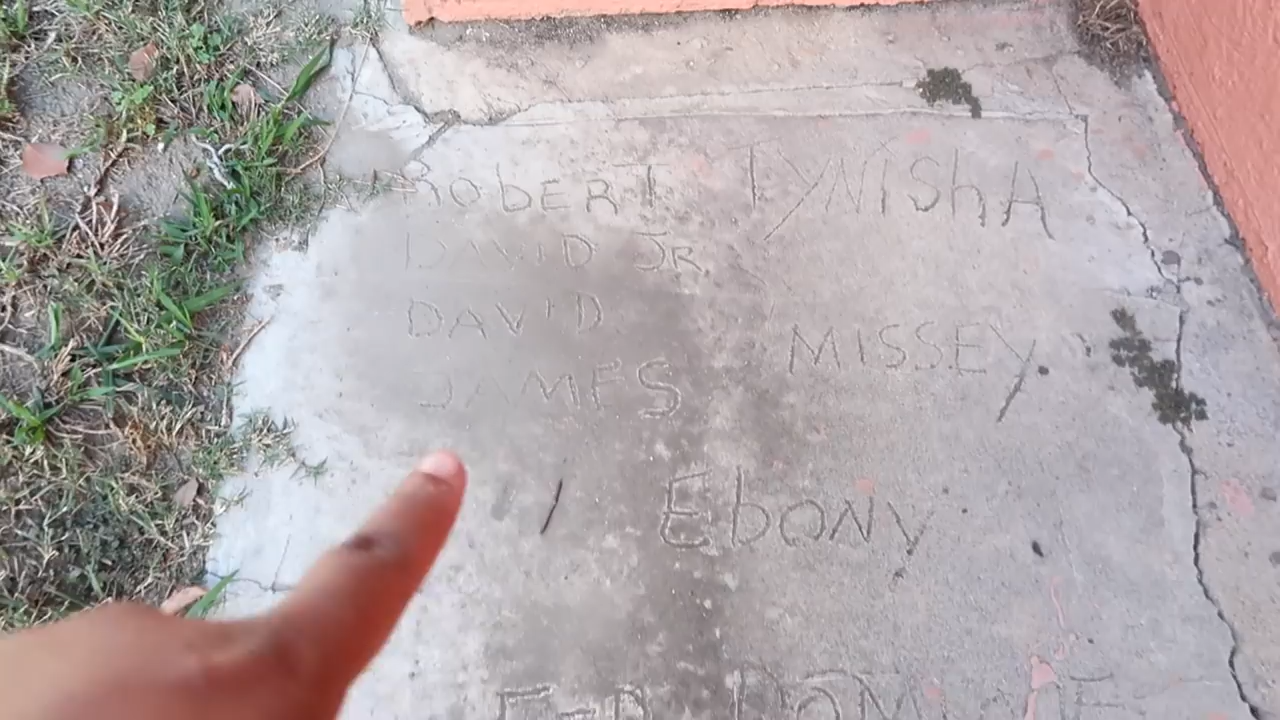 RobERT TyNiShA
DAVID JR.
DAVID
MISSEY
JAMES
EbONy